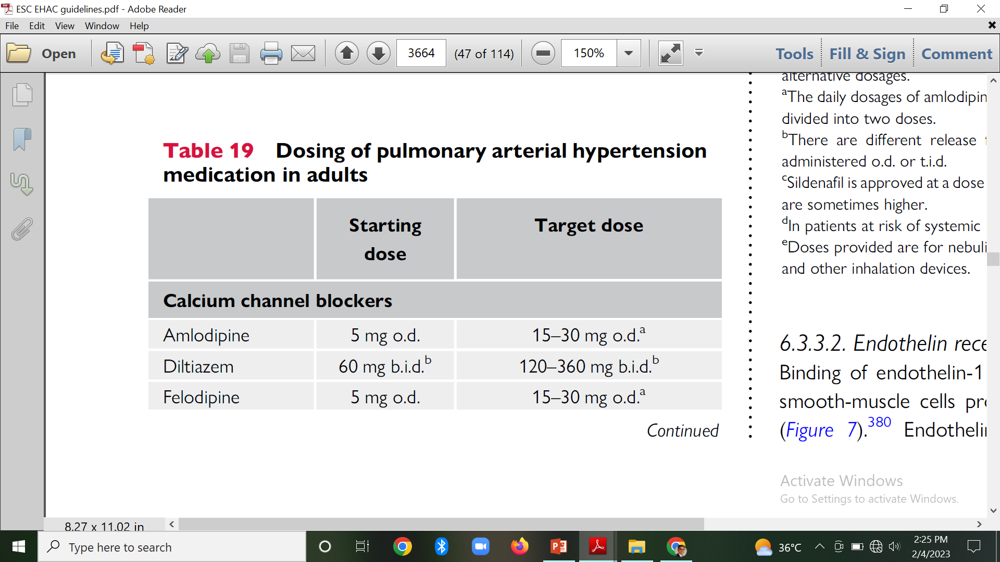 ESC EHAC guidelines.pdf - Adobe Reader
File Edit View Window Help
Open 3664 (47 of 114) 150% Tools Fill & Sign Comment
Table 19 Dosing of pulmonary arterial hypertension
medication in adults
Starting
dose
Target dose
Calcium channel blockers
Amlodipine 5 mg o.d. 15–30 mg o.d.ᵃ
Diltiazem 60 mg b.i.d.ᵇ 120–360 mg b.i.d.ᵇ
Felodipine 5 mg o.d. 15–30 mg o.d.ᵃ
Continued
alternative dosages.
ᵃThe daily dosages of amlodipin
divided into two doses.
ᵇThere are different release
administered o.d. or t.i.d.
ᶜSildenafil is approved at a dose
are sometimes higher.
ᵈIn patients at risk of systemic
ᵉDoses provided are for nebuli
and other inhalation devices.
6.3.3.2. Endothelin rece
Binding of endothelin-1
smooth-muscle cells pr
(Figure 7).³⁸⁰ Endothelin
Activate Windows
Go to Settings to activate Windows.
8.27 x 11.02 in
Type here to search
36°C
2:25 PM
2/4/2023